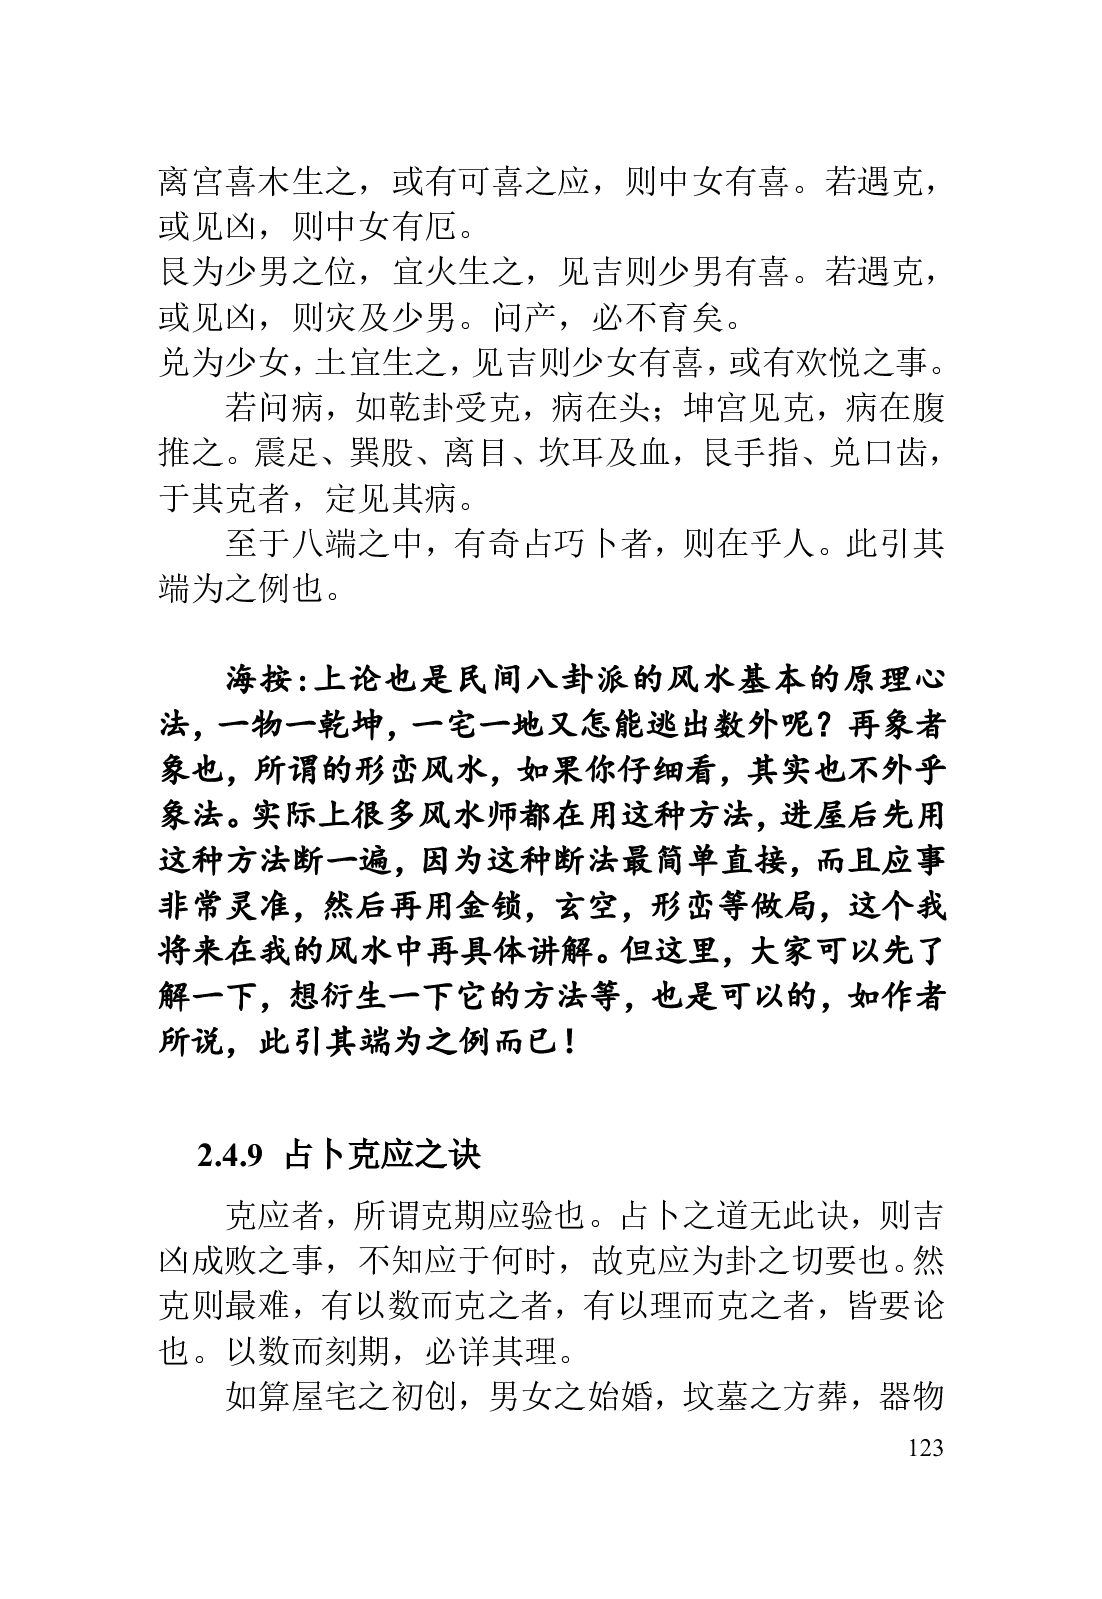 离宫喜木生之，或有可喜之应，则中女有喜。若遇克，
或见凶，则中女有厄。
艮为少男之位，宜火生之，见吉则少男有喜。若遇克，
或见凶，则灾及少男。问产，必不育矣。
兑为少女，土宜生之，见吉则少女有喜，或有欢悦之事。
若问病，如乾卦受克，病在头；坤宫见克，病在腹
推之。震足、巽股、离目、坎耳及血，艮手指、兑口齿，
于其克者，定见其病。
至于八端之中，有奇占巧卜者，则在乎人。此引其
端为之例也。
海按：上论也是民间八卦派的风水基本的原理心
法，一物一乾坤，一宅一地又怎能逃出数外呢？再象者
象也，所谓的形峦风水，如果你仔细看，其实也不外乎
象法。实际上很多风水师都在用这种方法，进屋后先用
这种方法断一遍，因为这种断法最简单直接，而且应事
非常灵准，然后再用金锁，玄空，形峦等做局，这个我
将来在我的风水中再具体讲解。但这里，大家可以先了
解一下，想衍生一下它的方法等，也是可以的，如作者
所说，此引其端为之例而已！
2.4.9 占卜克应之诀
克应者，所谓克期应验也。占卜之道无此诀，则吉
凶成败之事，不知应于何时，故克应为卦之切要也。然
克则最难，有以数而克之者，有以理而克之者，皆要论
也。以数而刻期，必详其理。
如算屋宅之初创，男女之始婚，坟墓之方葬，器物
123